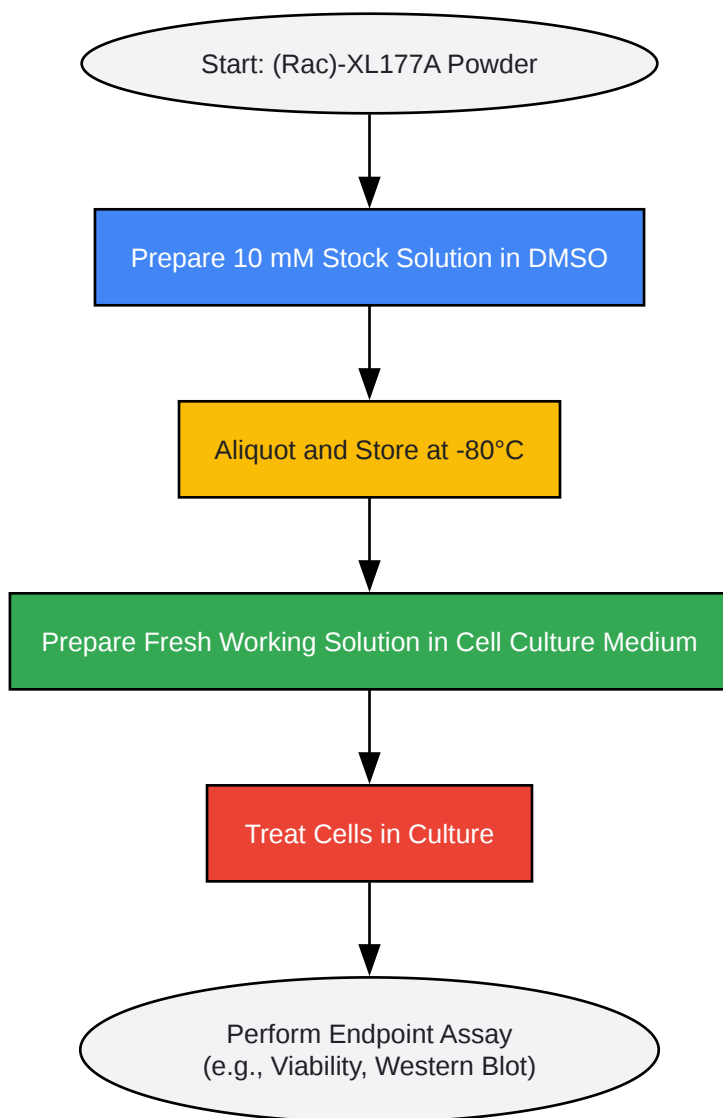 Start: (Rac)-XL177A Powder
Prepare 10 mM Stock Solution in DMSO
Aliquot and Store at -80°C
Prepare Fresh Working Solution in Cell Culture Medium
Treat Cells in Culture
Perform Endpoint Assay
(e.g., Viability, Western Blot)